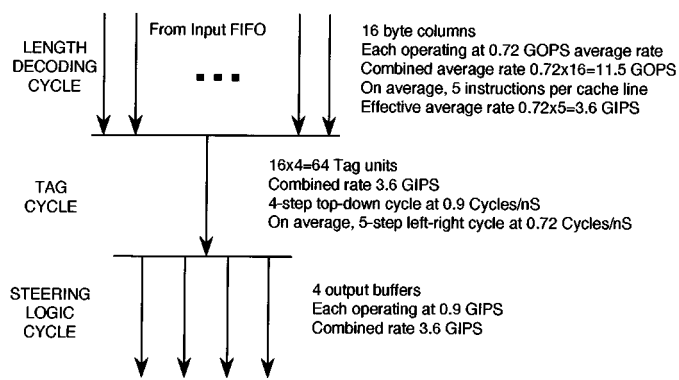 LENGTH
DECODING
CYCLE
From Input FIFO
16 byte columns
Each operating at 0.72 GOPS average rate
Combined average rate 0.72x16=11.5 GOPS
On average, 5 instructions per cache line
Effective average rate 0.72x5=3.6 GIPS
TAG
CYCLE
16x4=64 Tag units
Combined rate 3.6 GIPS
4-step top-down cycle at 0.9 Cycles/nS
On average, 5-step left-right cycle at 0.72 Cycles/nS
STEERING
LOGIC
CYCLE
4 output buffers
Each operating at 0.9 GIPS
Combined rate 3.6 GIPS